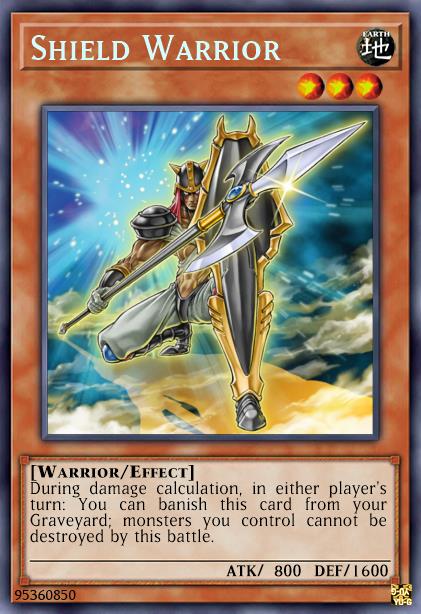 Shield Warrior
EARTH
地
[Warrior/Effect]
During damage calculation, in either player's
turn: You can banish this card from your
Graveyard; monsters you control cannot be
destroyed by this battle.
ATK/ 800 DEF/1600
95360850